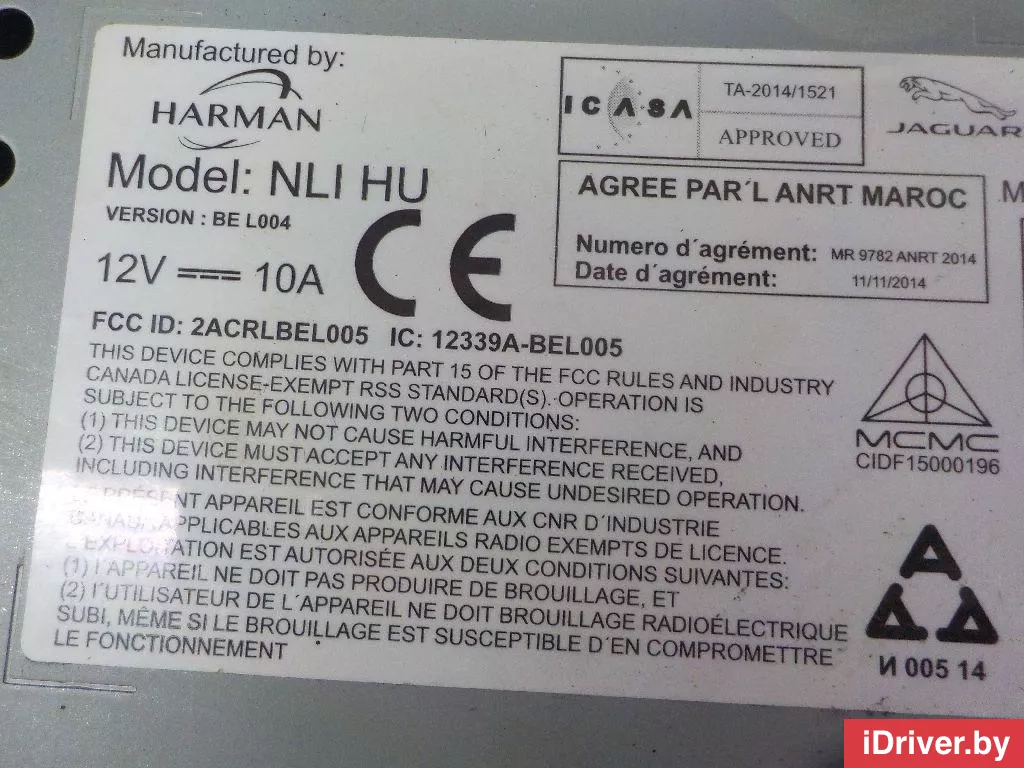 Manufactured by:
HARMAN
Model: NLI HU
VERSION : BE L004
12V 10A
CE
ICASA
TA-2014/1521
APPROVED
JAGUAR
AGREE PAR´L ANRT MAROC
Numero d´agrément: MR 9782 ANRT 2014
Date d´agrément: 11/11/2014
M
FCC ID: 2ACRLBEL005 IC: 12339A-BEL005
THIS DEVICE COMPLIES WITH PART 15 OF THE FCC RULES AND INDUSTRY
CANADA LICENSE-EXEMPT RSS STANDARD(S). OPERATION IS
SUBJECT TO THE FOLLOWING TWO CONDITIONS:
(1) THIS DEVICE MAY NOT CAUSE HARMFUL INTERFERENCE, AND
(2) THIS DEVICE MUST ACCEPT ANY INTERFERENCE RECEIVED,
INCLUDING INTERFERENCE THAT MAY CAUSE UNDESIRED OPERATION.
PRÉSENT APPAREIL EST CONFORME AUX CNR D´INDUSTRIE
APPLICABLES AUX APPAREILS RADIO EXEMPTS DE LICENCE.
L´EXPLOITATION EST AUTORISÉE AUX DEUX CONDITIONS SUIVANTES:
(1) l´APPAREIL NE DOIT PAS PRODUIRE DE BROUILLAGE, ET
(2) l´UTILISATEUR DE L´APPAREIL NE DOIT BROUILLAGE RADIOÉLECTRIQUE
SUBI, MÊME SI LE BROUILLAGE EST SUSCEPTIBLE D´EN COMPROMETTRE
LE FONCTIONNEMENT
MCMC
CIDF15000196
A
A A
И 005 14
iDriver.by